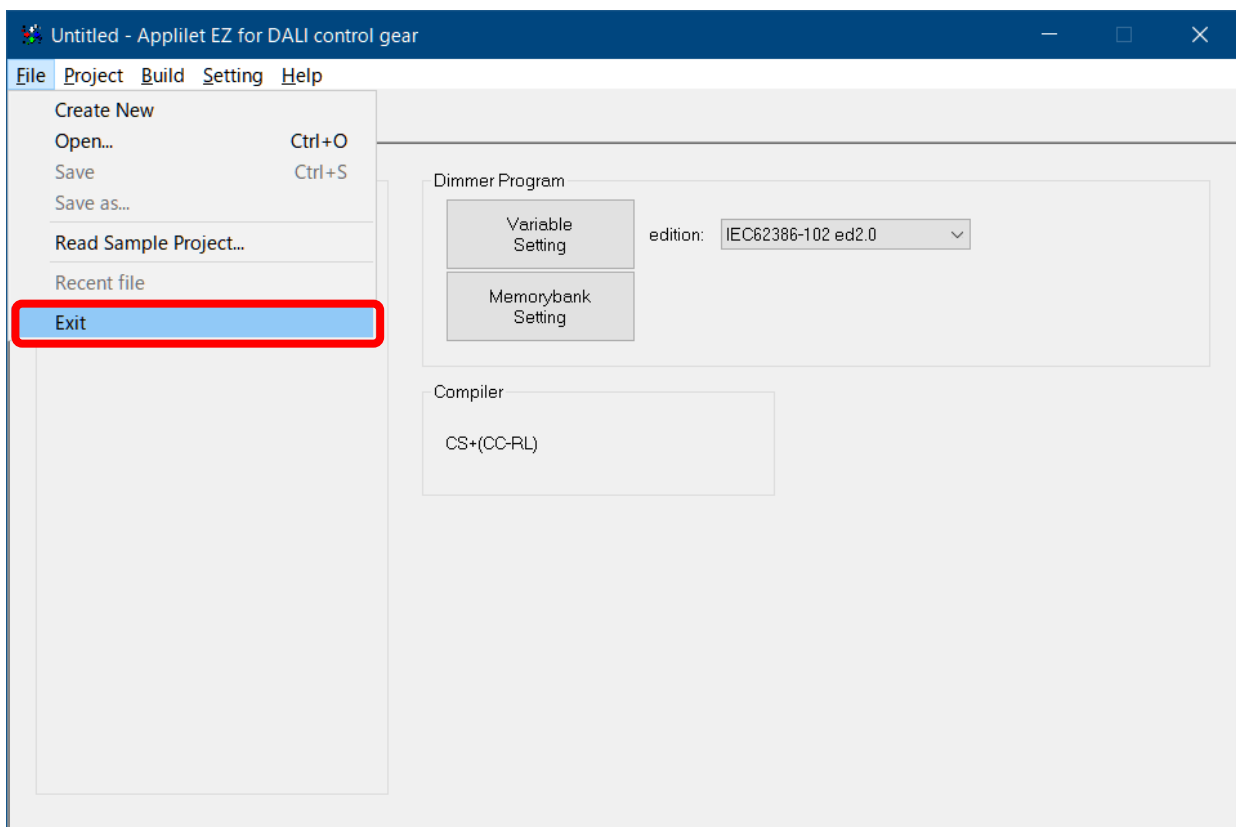 Untitled - Applilet EZ for DALI control gear
File Project Build Setting Help
Create New
Open... Ctrl+O
Save Ctrl+S
Save as...
Read Sample Project...
Recent file
Exit
Dimmer Program
Variable
Setting
edition: IEC62386-102 ed2.0
Memorybank
Setting
Compiler
CS+(CC-RL)